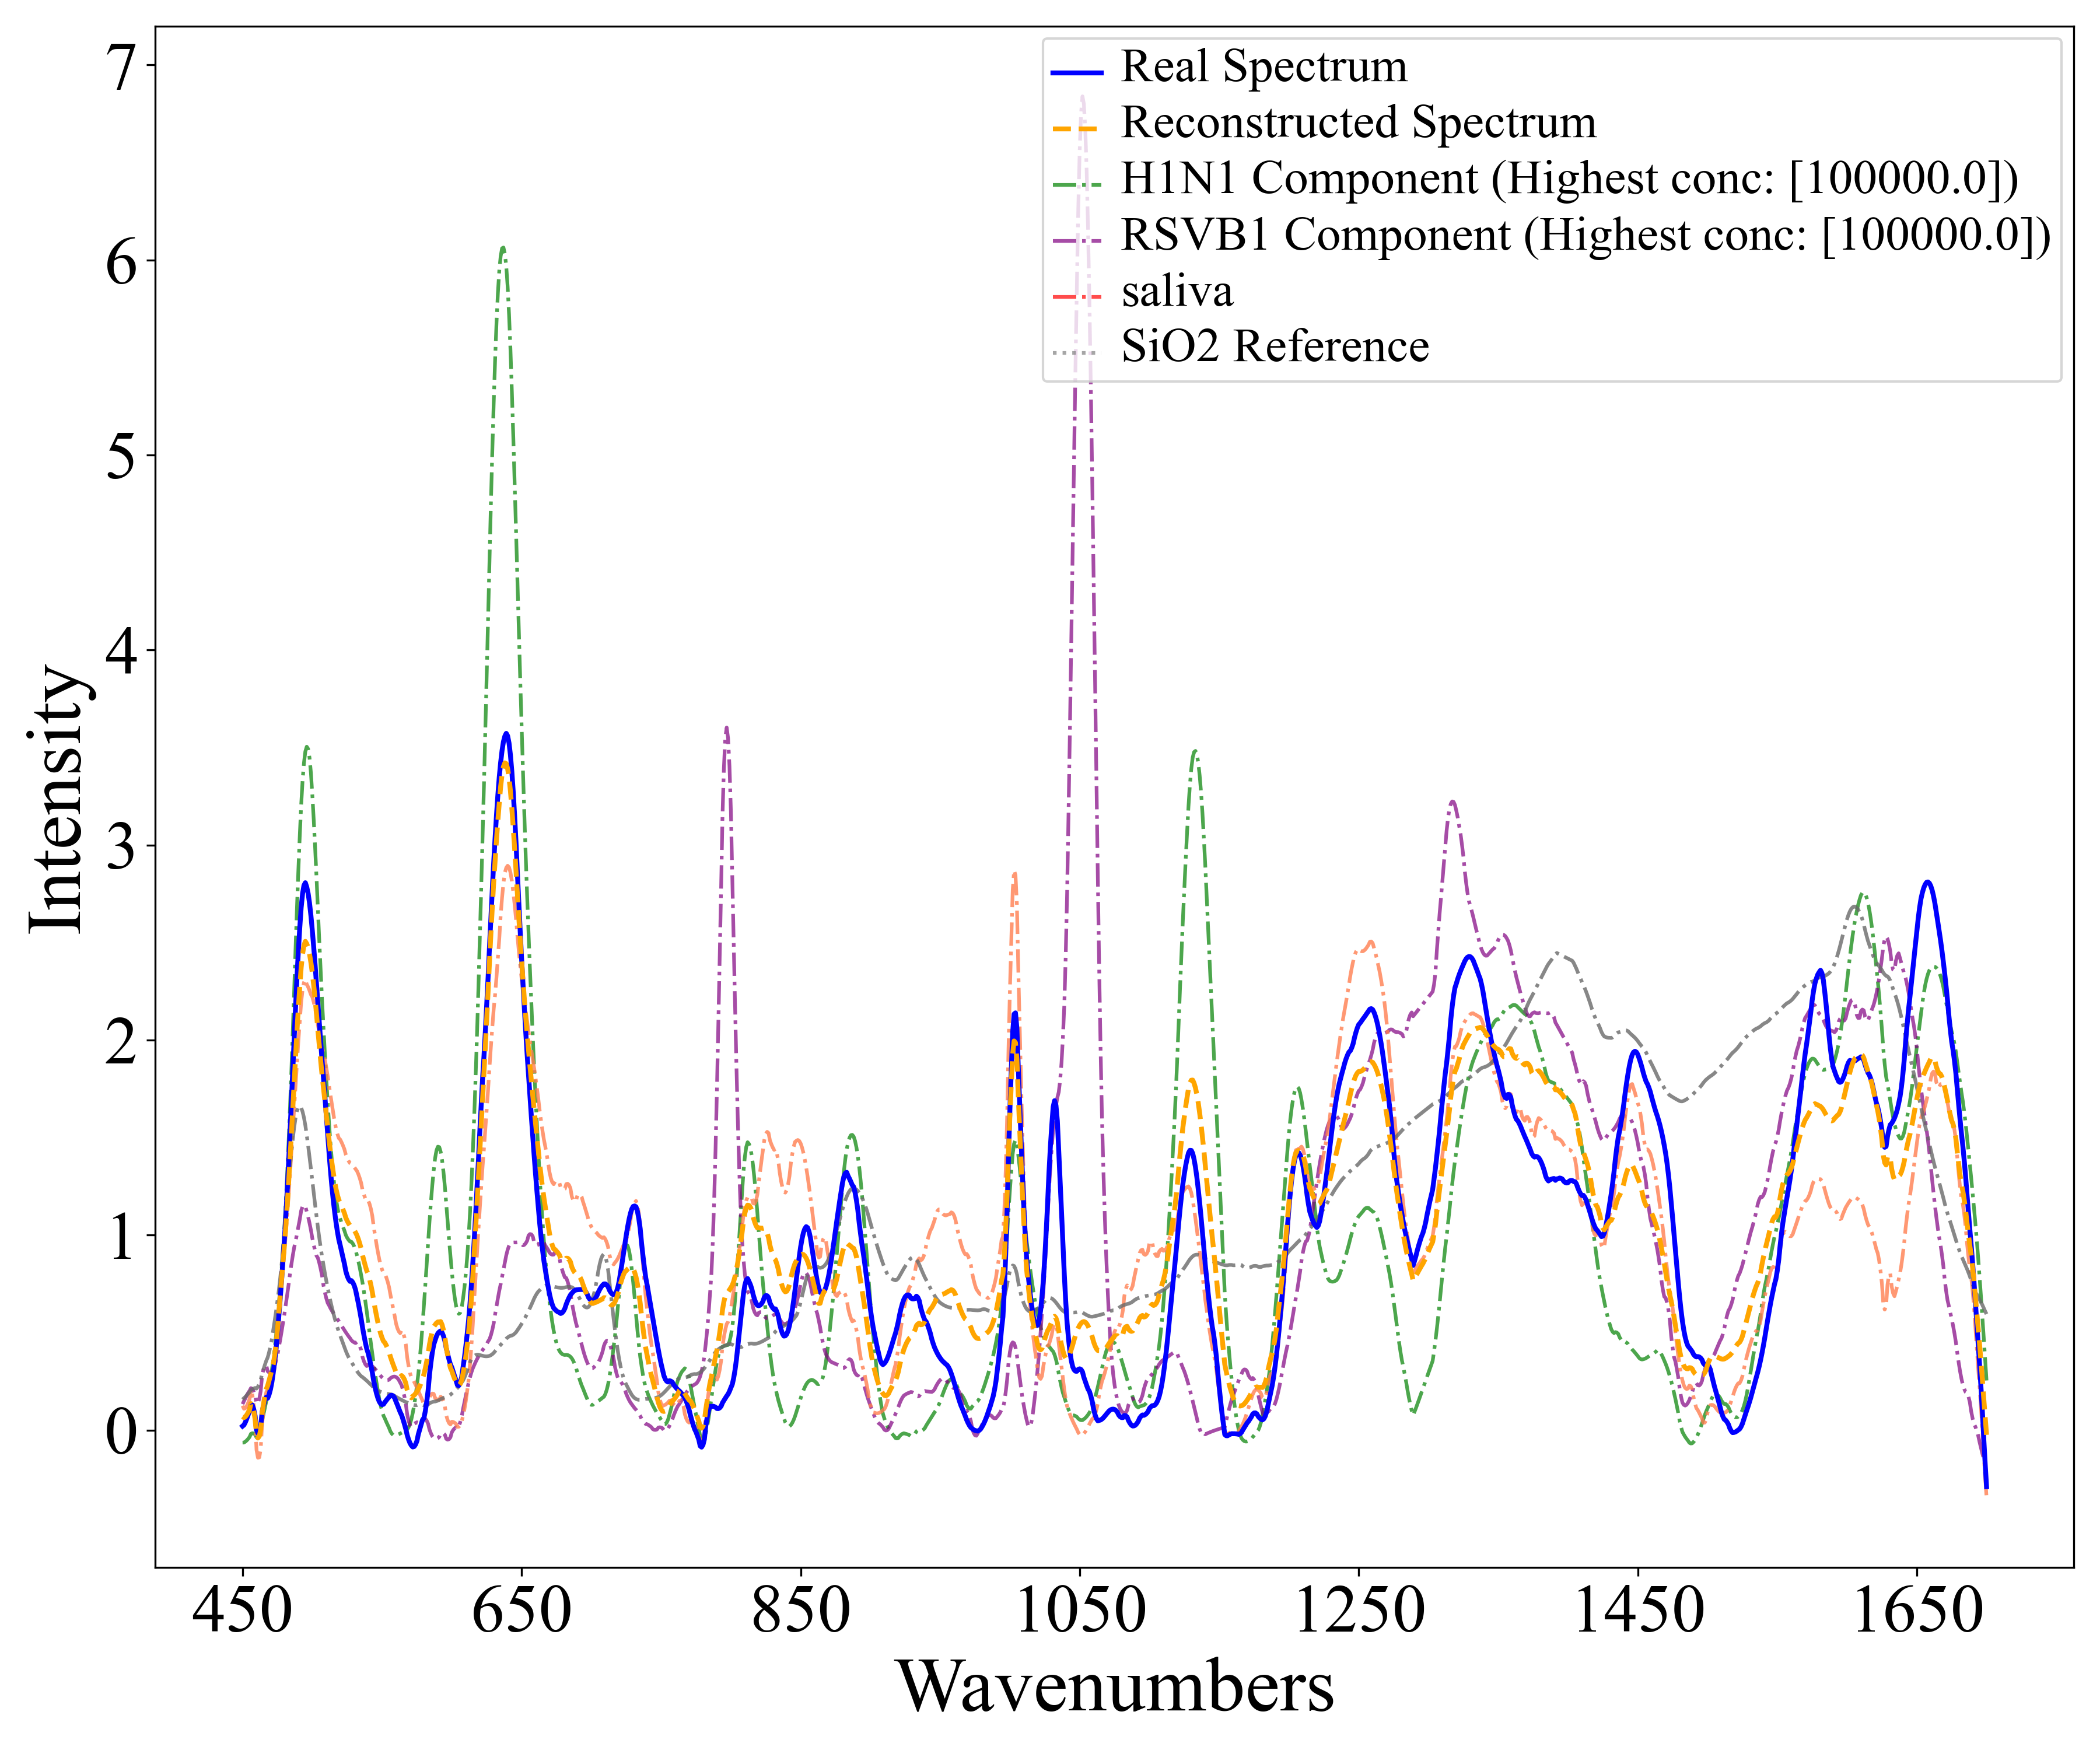 Real Spectrum
Reconstructed Spectrum
H1N1 Component (Highest conc: [100000.0])
RSVB1 Component (Highest conc: [100000.0])
saliva
SiO2 Reference
Intensity
7
6
5
4
3
2
1
0
450 650 850 1050 1250 1450 1650
Wavenumbers